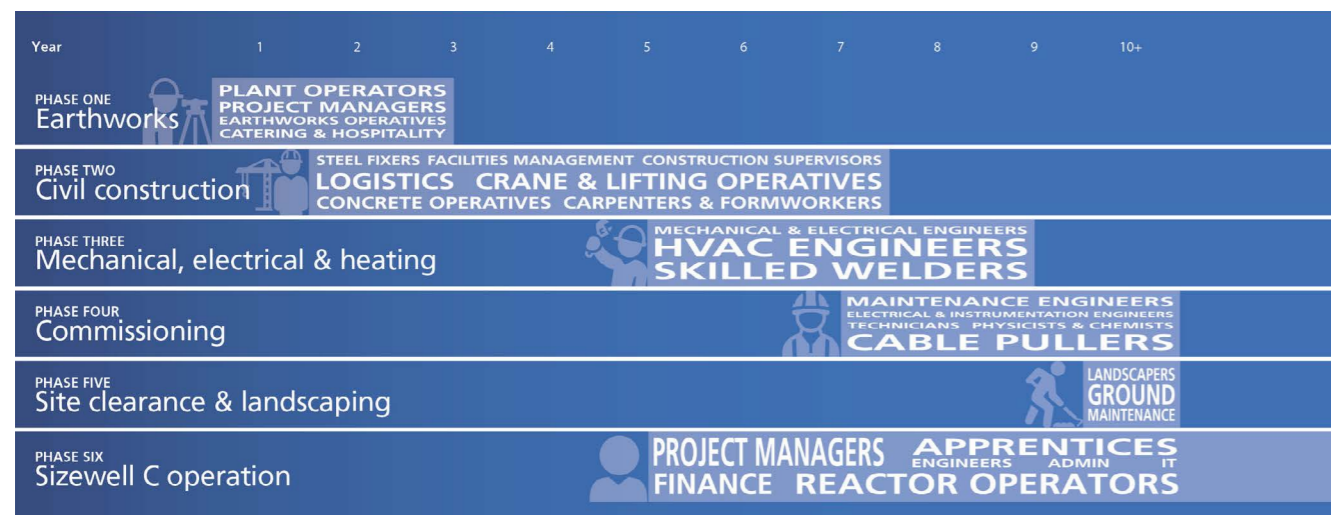 Year 1 2 3 4 5 6 7 8 9 10+
PHASE ONE
Earthworks
PLANT OPERATORS
PROJECT MANAGERS
EARTHWORKS OPERATIVES
CATERING & HOSPITALITY
PHASE TWO
Civil construction
STEEL FIXERS FACILITIES MANAGEMENT CONSTRUCTION SUPERVISORS
LOGISTICS CRANE & LIFTING OPERATIVES
CONCRETE OPERATIVES CARPENTERS & FORMWORKERS
PHASE THREE
Mechanical, electrical & heating
MECHANICAL & ELECTRICAL ENGINEERS
HVAC ENGINEERS
SKILLED WELDERS
PHASE FOUR
Commissioning
MAINTENANCE ENGINEERS
ELECTRICAL & INSTRUMENTATION ENGINEERS
TECHNICIANS PHYSICISTS & CHEMISTS
CABLE PULLERS
PHASE FIVE
Site clearance & landscaping
LANDSCAPERS
GROUND
MAINTENANCE
PHASE SIX
Sizewell C operation
PROJECT MANAGERS APPRENTICES
ENGINEERS ADMIN IT
FINANCE REACTOR OPERATORS